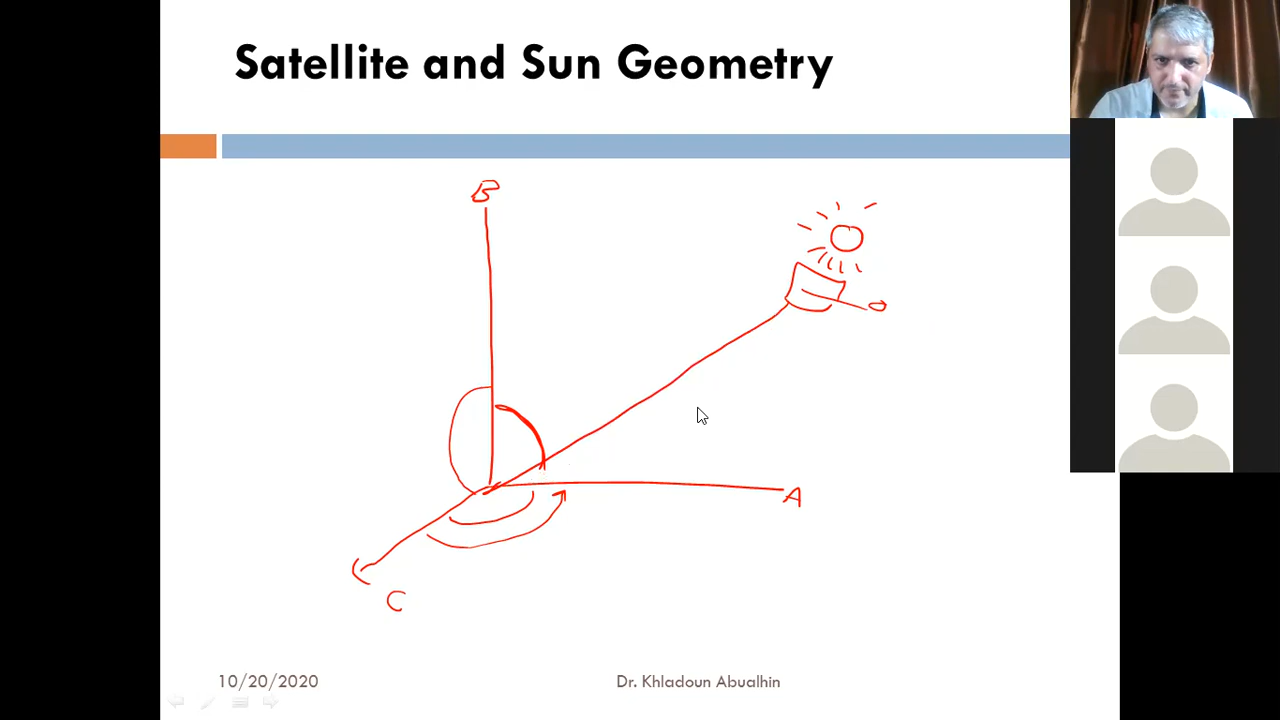 Satellite and Sun Geometry
B
A
C
10/20/2020
Dr. Khladoun Abualhin